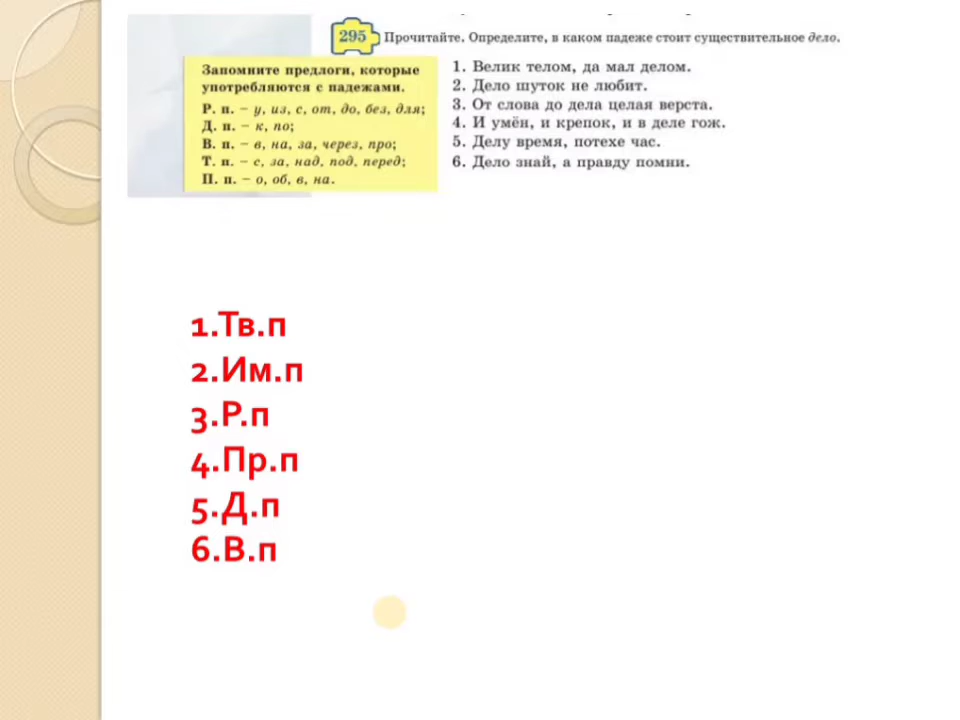 295 Прочитайте. Определите, в каком падеже стоит существительное дело.
Запомните предлоги, которые
употребляются с падежами.
Р. п. – у, из, с, от, до, без, для;
Д. п. – к, по;
В. п. – в, на, за, через, про;
Т. п. – с, за, над, под, перед;
П. п. – о, об, в, на.
1. Велик телом, да мал делом.
2. Дело шуток не любит.
3. От слова до дела целая верста.
4. И умён, и крепок, и в деле гож.
5. Делу время, потехе час.
6. Дело знай, а правду помни.
1.Тв.п
2.Им.п
3.Р.п
4.Пр.п
5.Д.п
6.В.п